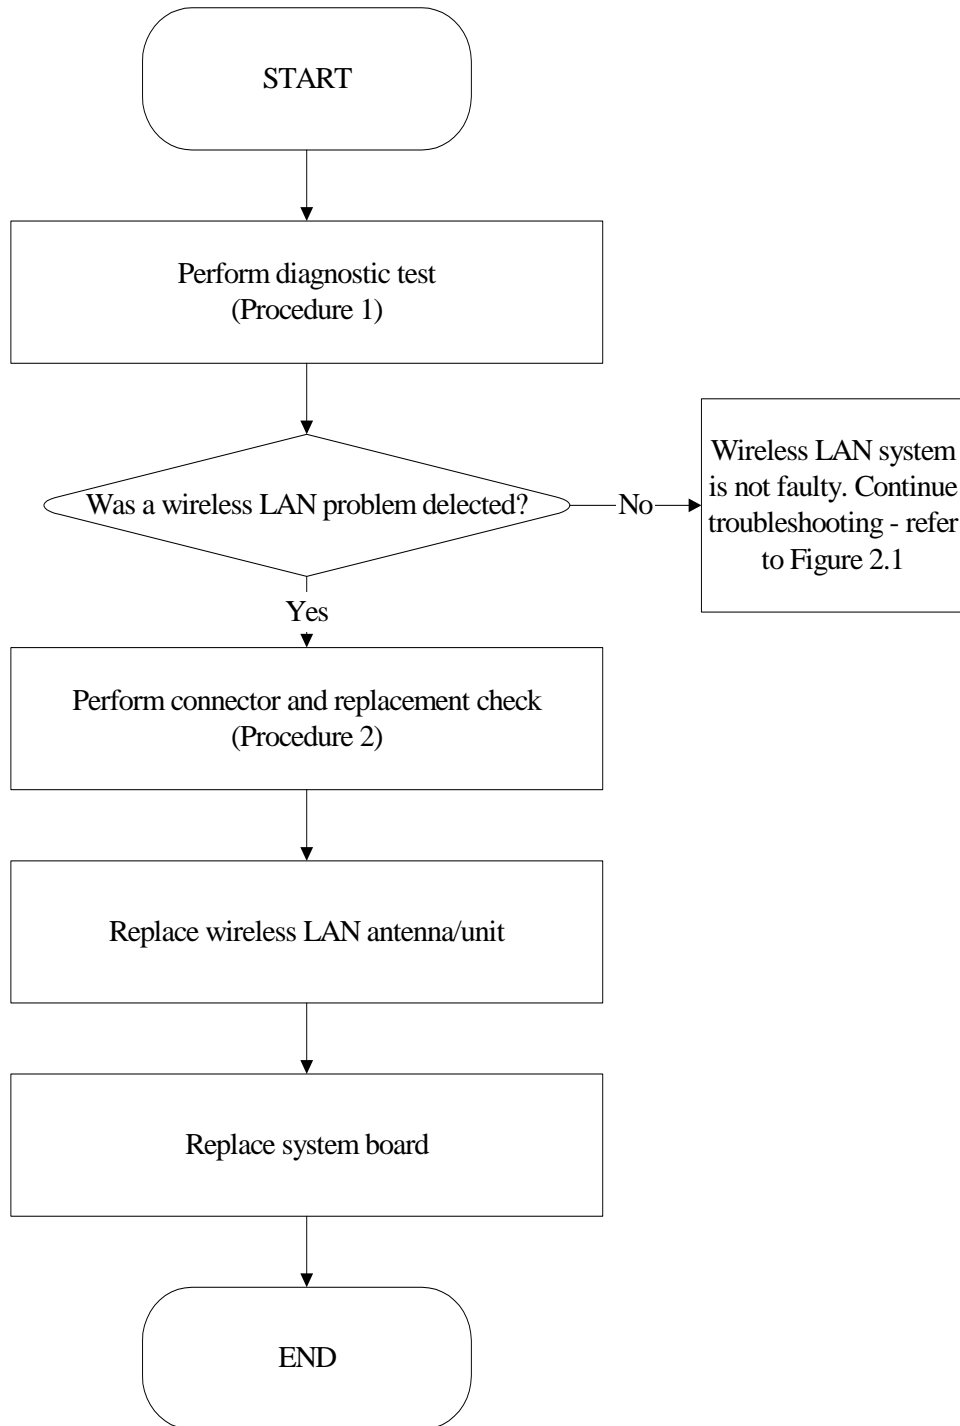 START
Perform diagnostic test
(Procedure 1)
Was a wireless LAN problem delected?
No
Wireless LAN system
is not faulty. Continue
troubleshooting - refer
to Figure 2.1
Yes
Perform connector and replacement check
(Procedure 2)
Replace wireless LAN antenna/unit
Replace system board
END